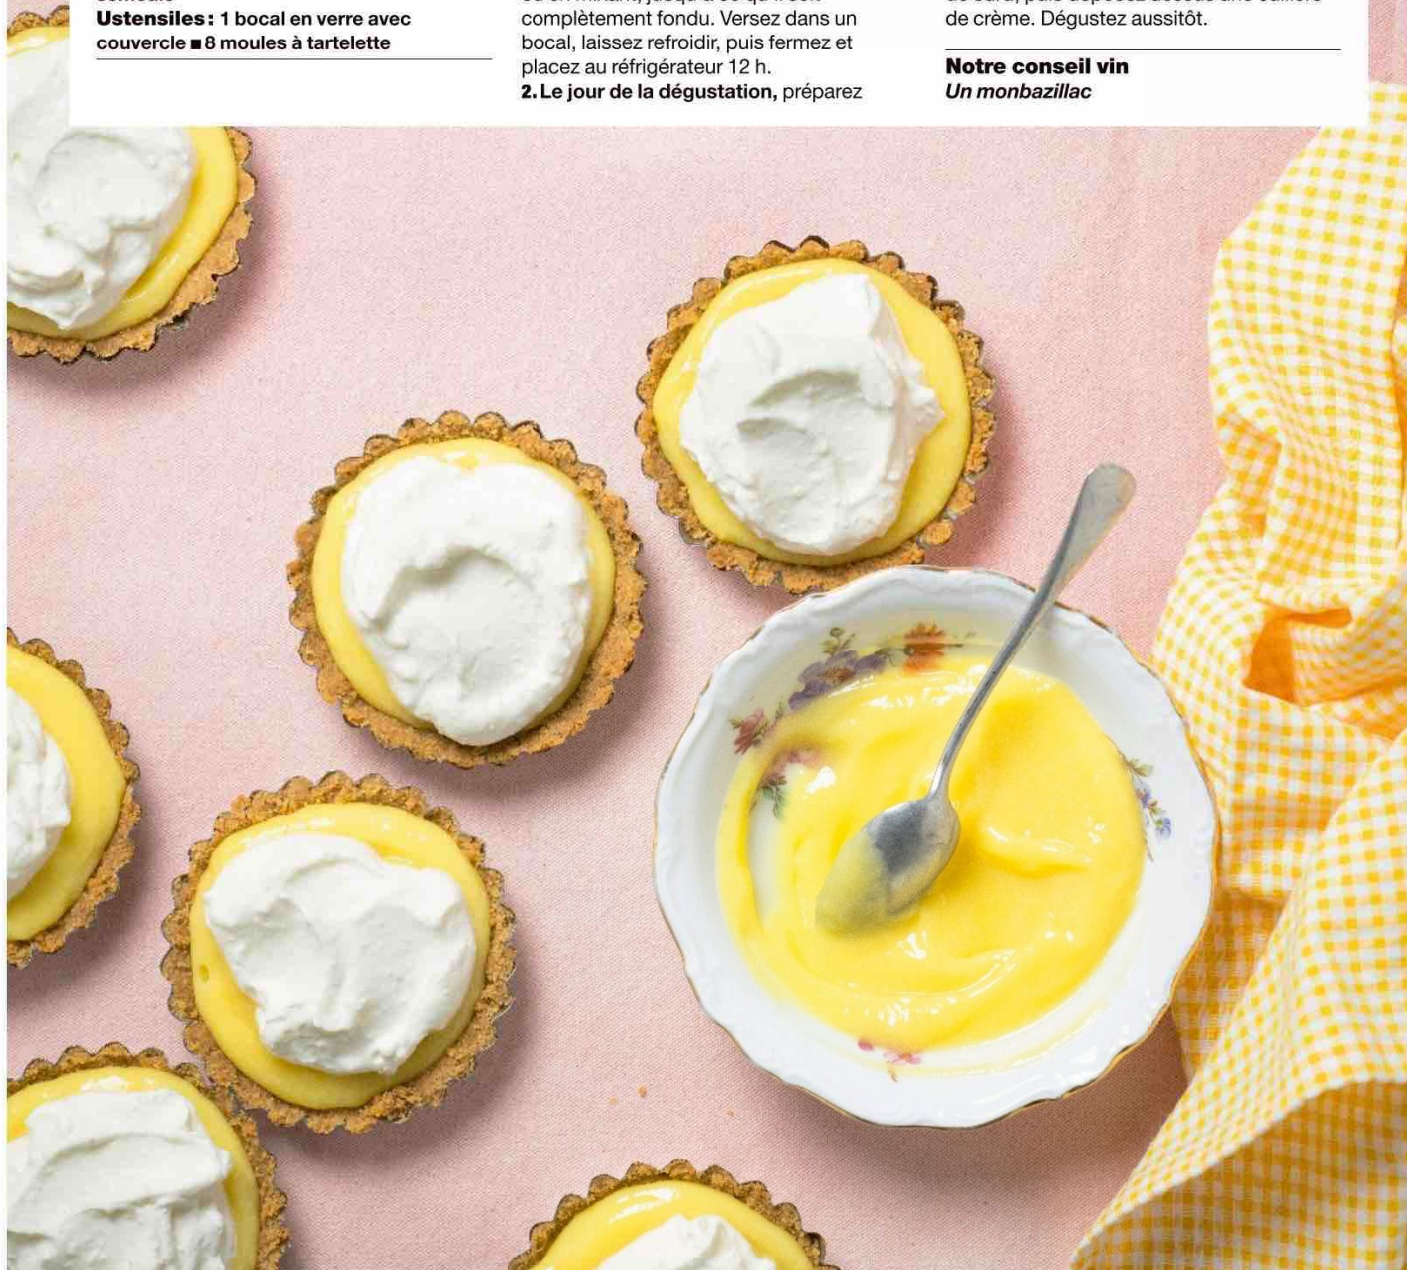 Ustensiles : 1 bocal en verre avec
couvercle ■ 8 moules à tartelette
complètement fondu. Versez dans un
bocal, laissez refroidir, puis fermez et
placez au réfrigérateur 12 h.
2. Le jour de la dégustation, préparez
de crème. Dégustez aussitôt.
Notre conseil vin
Un monbazillac